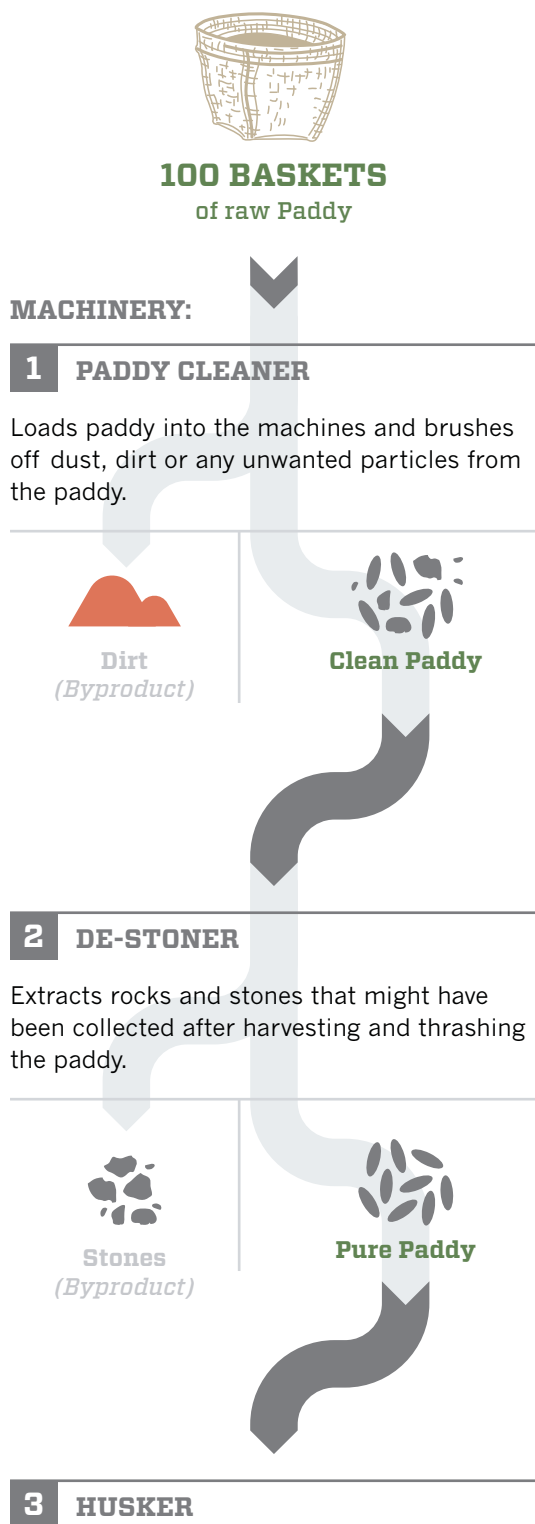 100 BASKETS
of raw Paddy
MACHINERY:
1 PADDY CLEANER
Loads paddy into the machines and brushes
off dust, dirt or any unwanted particles from
the paddy.
Dirt
(Byproduct)
Clean Paddy
2 DE-STONER
Extracts rocks and stones that might have
been collected after harvesting and thrashing
the paddy.
Stones
(Byproduct)
Pure Paddy
3 HUSKER